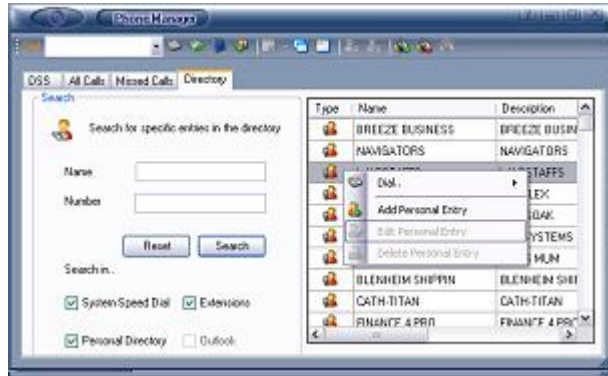 Phone Manager
DSS
All Calls
Missed Calls
Directory
Search
Search for specific entries in the directory
Name
Number
Reset
Search
Search in..
System Speed Dial
Extensions
Personal Directory
Outlook
Type
Name
Description
BREEZE BUSINESS
BREEZE BUSIN
NAVIGATORS
NAVIGATORS
STAFFS
Dial..
LEX
Add Personal Entry
OAK
Edit Personal Entry
YSTEMS
Delete Personal Entry
MUM
BLENHEIM SHIPPIN
BLENHEIM SHI
CATH-TITAN
CATH-TITAN
FINANCE 4 PRO
FINANCE 4 PRO